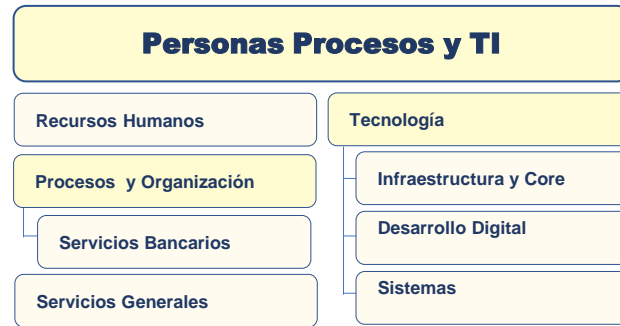 Personas Procesos y TI
Recursos Humanos
Procesos y Organización
Servicios Bancarios
Servicios Generales
Tecnología
Infraestructura y Core
Desarrollo Digital
Sistemas